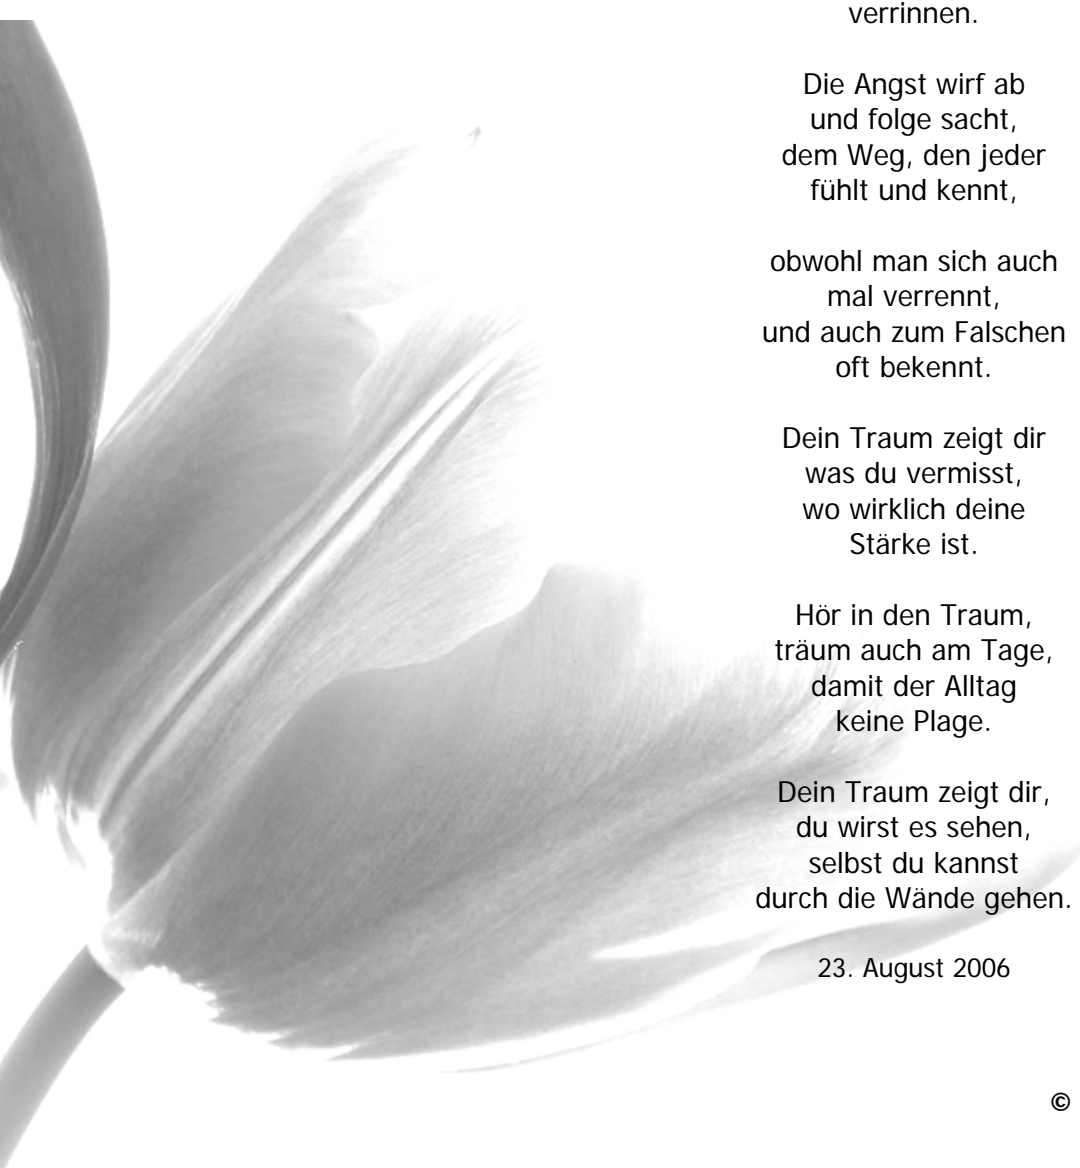 verrinnen.

Die Angst wirf ab
und folge sacht,
dem Weg, den jeder
fühlt und kennt,

obwohl man sich auch
mal verrennt,
und auch zum Falschen
oft bekennt.

Dein Traum zeigt dir
was du vermisst,
wo wirklich deine
Stärke ist.

Hör in den Traum,
träum auch am Tage,
damit der Alltag
keine Plage.

Dein Traum zeigt dir,
du wirst es sehen,
selbst du kannst
durch die Wände gehen.

23. August 2006

©